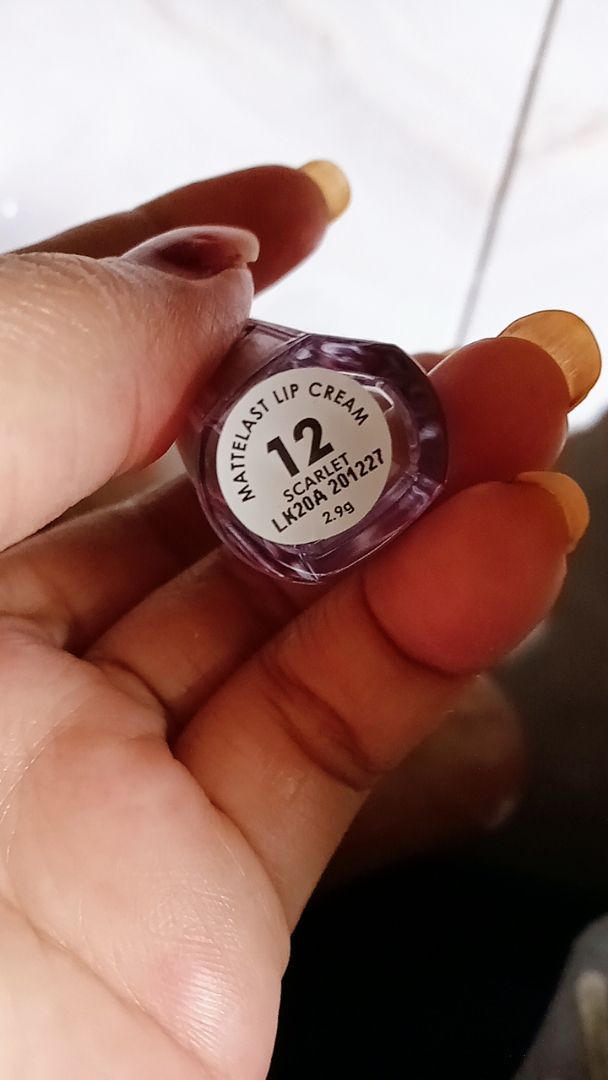 MATTELAST LIP CREAM
12
SCARLET
LK20A 201227
2.9g